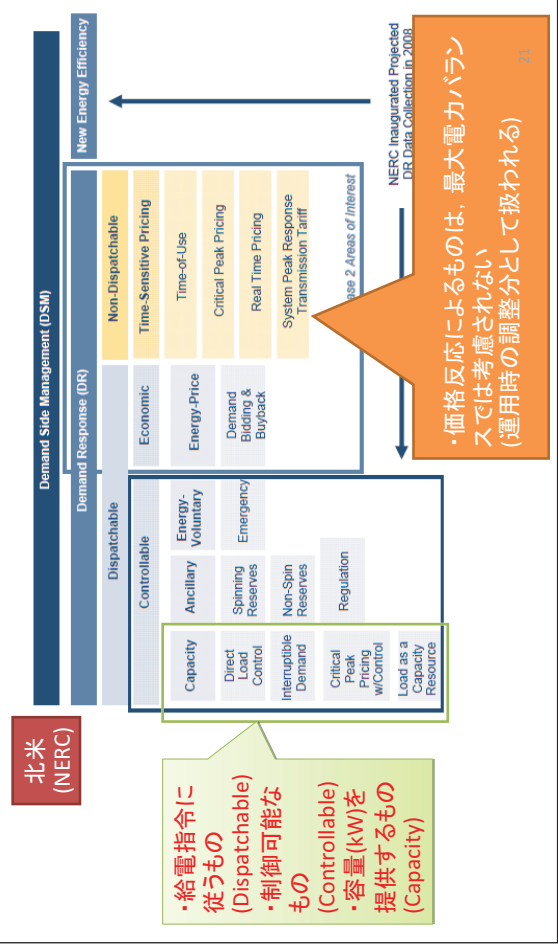 北米
(NERC)
Demand Side Management (DSM)
Demand Response (DR)
New Energy Efficiency
Dispatchable
Non-Dispatchable
Controllable
Economic
Time-Sensitive Pricing
Capacity
Ancillary
Energy-
Voluntary
Energy-Price
Time-of-Use
Direct
Load
Control
Spinning
Reserves
Emergency
Demand
Bidding &
Buyback
Critical Peak Pricing
Interruptible
Demand
Non-Spin
Reserves
Real Time Pricing
Critical
Peak
Pricing
w/Control
Regulation
System Peak Response
Transmission Tariff
Load as a
Capacity
Resource
Areas of Interest
NERC Inaugurated Projected
DR Data Collection in 2008
・給電指令に
従うもの
(Dispatchable)
・制御可能な
もの
(Controllable)
・容量(kW)を
提供するもの
(Capacity)
・価格反応によるものは，最大電力バラン
スでは考慮されない
(運用時の調整分として扱われる)
21